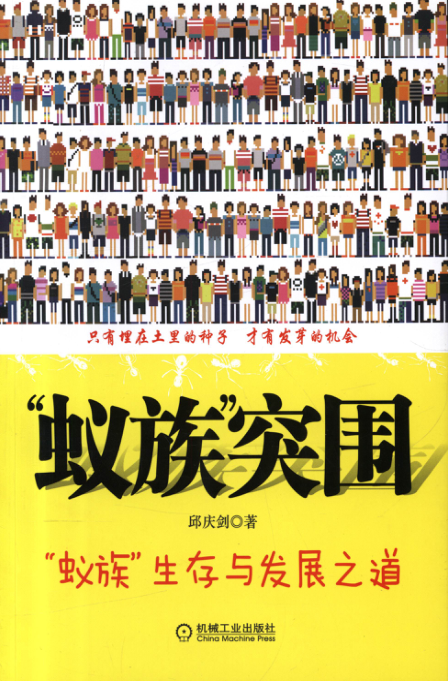 只有埋在土里的种子 才有发芽的机会
“蚁族”突围
邱庆剑◎著
“蚁族”生存与发展之道
机械工业出版社
China Machine Press